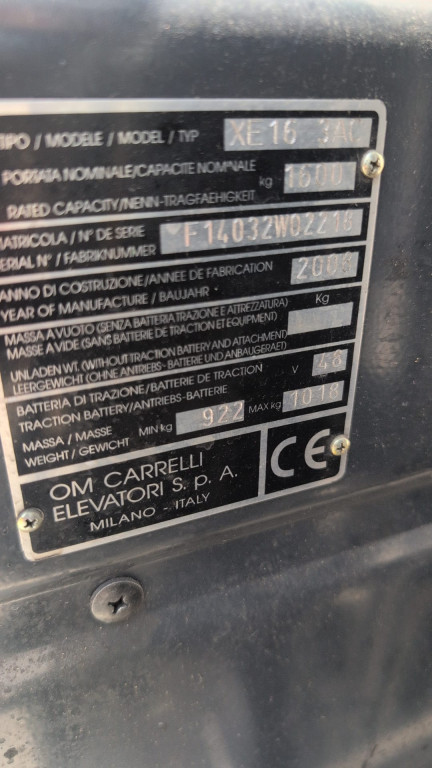 TIPO / MODELE / MODEL / TYP XE16 3AC
PORTATA NOMINALE/CAPACITE NOMINALE
RATED CAPACITY/NENN-TRAGFAEHIGKEIT kg 1600
MATRICOLA / N° DE SERIE
SERIAL N° / FABRIKNUMMER F14032W02218
ANNO DI COSTRUZIONE/ANNEE DE FABRICATION
YEAR OF MANUFACTURE / BAUJAHR
MASSA A VUOTO (SENZA BATTERIA TRAZIONE E ATTREZZATURA) Kg
MASSE A VIDE (SANS BATTERIE DE TRACTION ET EQUIPEMENT)
UNLADEN WT. (WITHOUT TRACTION BATTERY AND ATTACHMENT)
LEERGEWICHT (OHNE ANTRIEBS - BATTERIE UND ANBAUGERAET)
BATTERIA DI TRAZIONE/BATTERIE DE TRACTION V 48
TRACTION BATTERY/ANTRIEBS-BATTERIE
MASSA / MASSE
WEIGHT / GEWICHT MIN kg 922 MAX kg 1018
OM CARRELLI
ELEVATORI S. p. A.
MILANO - ITALY
CE